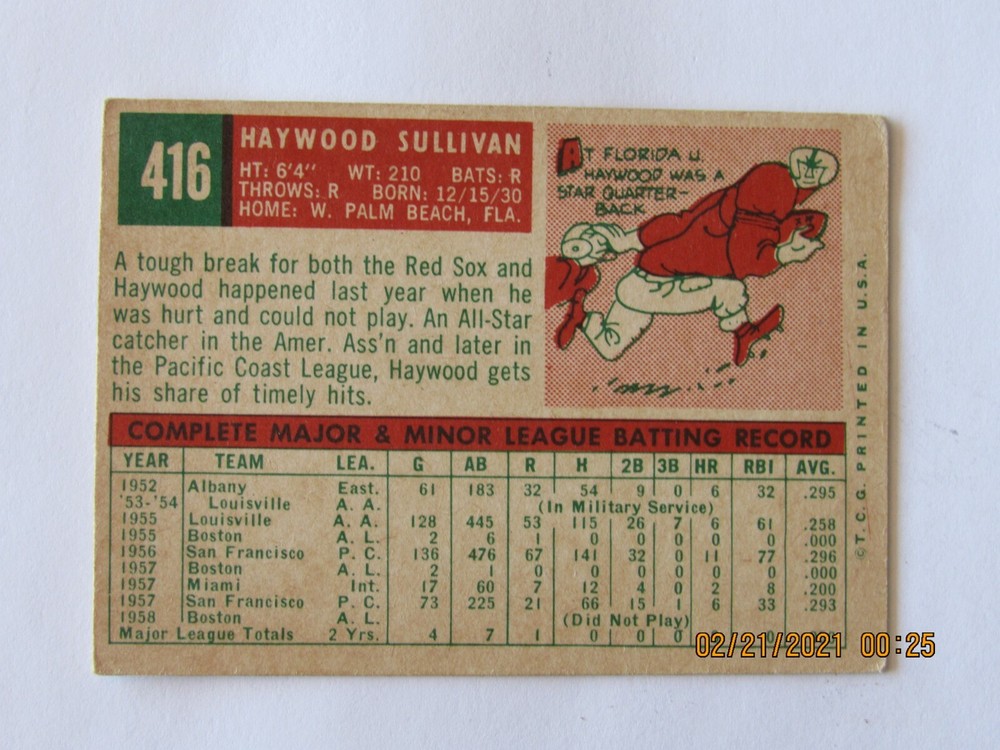 416
HAYWOOD SULLIVAN
HT: 6'4" WT: 210 BATS: R
THROWS: R BORN: 12/15/30
HOME: W. PALM BEACH, FLA.
AT FLORIDA U.
HAYWOOD WAS A
STAR QUARTER-
BACK
A tough break for both the Red Sox and
Haywood happened last year when he
was hurt and could not play. An All-Star
catcher in the Amer. Ass'n and later in
the Pacific Coast League, Haywood gets
his share of timely hits.
COMPLETE MAJOR & MINOR LEAGUE BATTING RECORD
YEAR TEAM LEA. G AB R H 2B 3B HR RBI AVG.
1952 Albany East. 61 183 32 54 9 0 6 32 .295
'53-'54 Louisville A. A. (In Military Service)
1955 Louisville A. A. 128 445 53 115 26 7 6 61 .258
1955 Boston A. L. 2 6 1 0 0 0 0 0 .000
1956 San Francisco P. C. 136 476 67 141 32 0 11 77 .296
1957 Boston A. L. 2 1 0 0 0 0 0 0 .000
1957 Miami Int. 17 60 7 12 4 0 2 8 .200
1957 San Francisco P. C. 73 225 21 66 15 1 6 33 .293
1958 Boston A. L. (Did Not Play)
Major League Totals 2 Yrs. 4 7 1 0 0 0
©T. C. G. PRINTED IN U.S.A.
02/21/2021 00:25